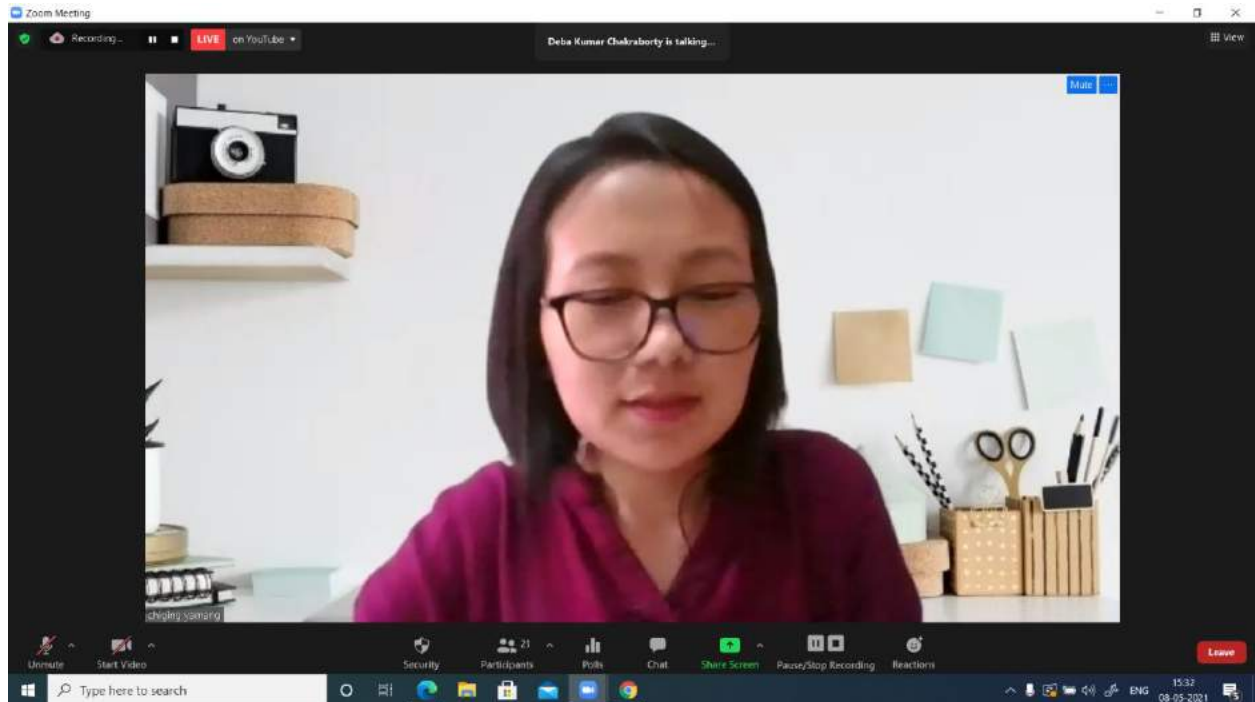 Zoom Meeting
Recording...
LIVE on YouTube
Deba Kumar Chakraborty is talking...
View
Mute
chiging yamang
Unmute
Start Video
Security
21
Participants
Polls
Chat
Share Screen
Pause/Stop Recording
Reactions
Leave
Type here to search
ENG
15:32
08-05-2021
5